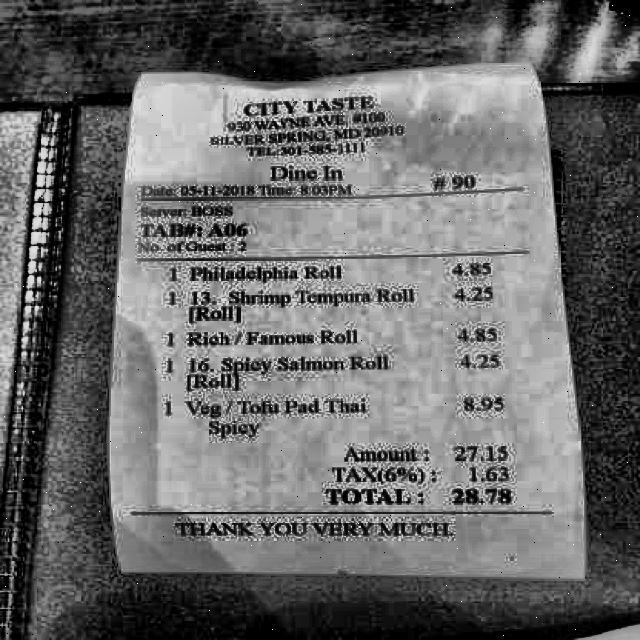 CITY TASTE
930 WAYNE AVE. #108
SILVER SPRING, MD 20910
TEL:301-585-1111
Dine In
# 90
Date: 05-11-2018 Time: 8:03PM
Server: BOSS
TAB#: A06
No. of Guest : 2
1 Philadelphia Roll 4.85
1 13. Shrimp Tempura Roll 4.25
[Roll]
1 Rich / Famous Roll 4.85
1 16. Spicy Salmon Roll 4.25
[Roll]
1 Veg / Tofu Pad Thai 8.95
Spicy
Amount : 27.15
TAX(6%) : 1.63
TOTAL : 28.78
THANK YOU VERY MUCH